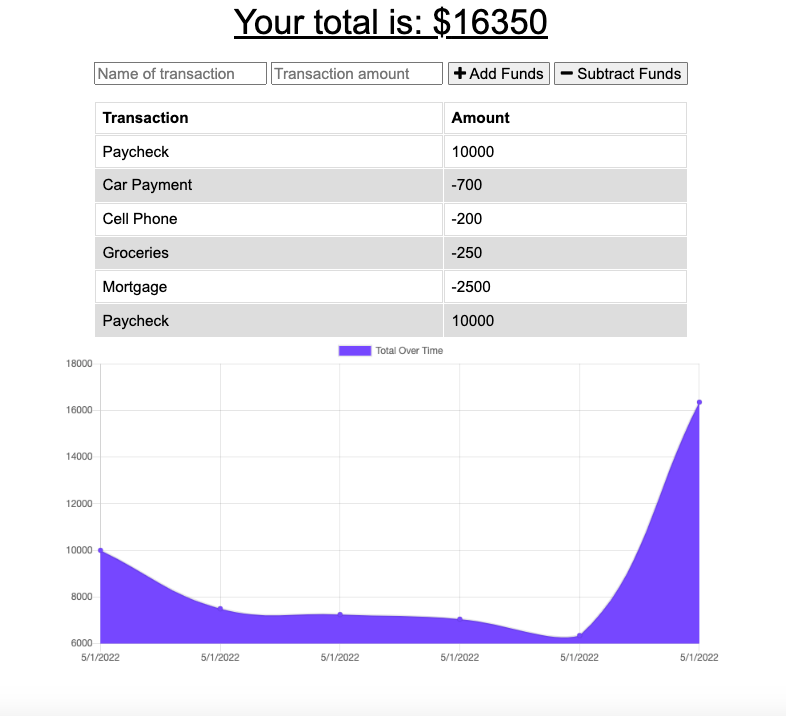 Your total is: $16350
Name of transaction Transaction amount + Add Funds − Subtract Funds
Transaction Amount
Paycheck 10000
Car Payment -700
Cell Phone -200
Groceries -250
Mortgage -2500
Paycheck 10000
Total Over Time
18000
16000
14000
12000
10000
8000
6000
5/1/2022 5/1/2022 5/1/2022 5/1/2022 5/1/2022 5/1/2022